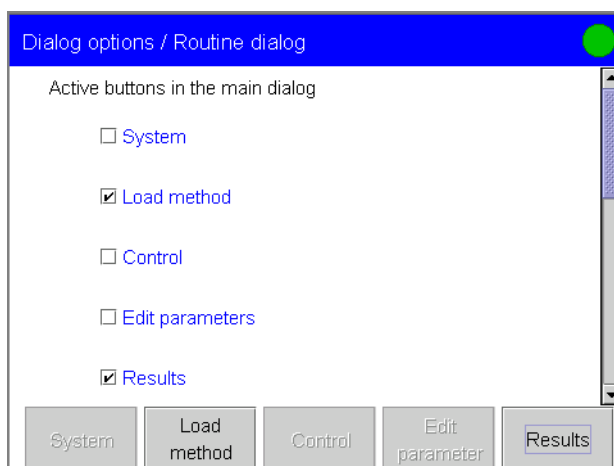 Dialog options / Routine dialog
Active buttons in the main dialog
System
Load method
Control
Edit parameters
Results
System
Load
method
Control
Edit
parameter
Results